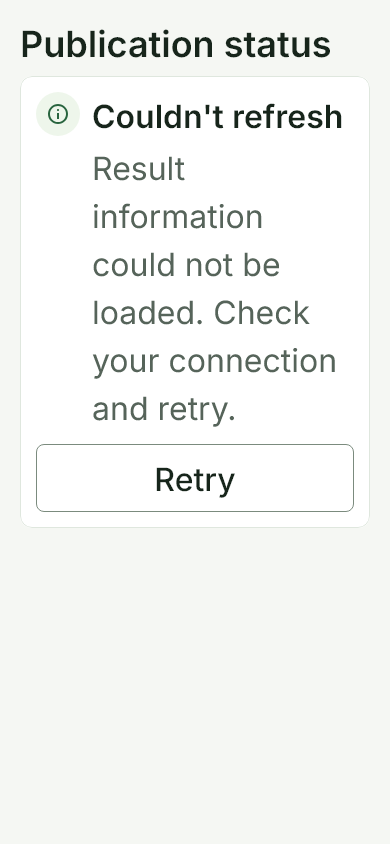 Publication status
Couldn't refresh
Result
information
could not be
loaded. Check
your connection
and retry.
Retry